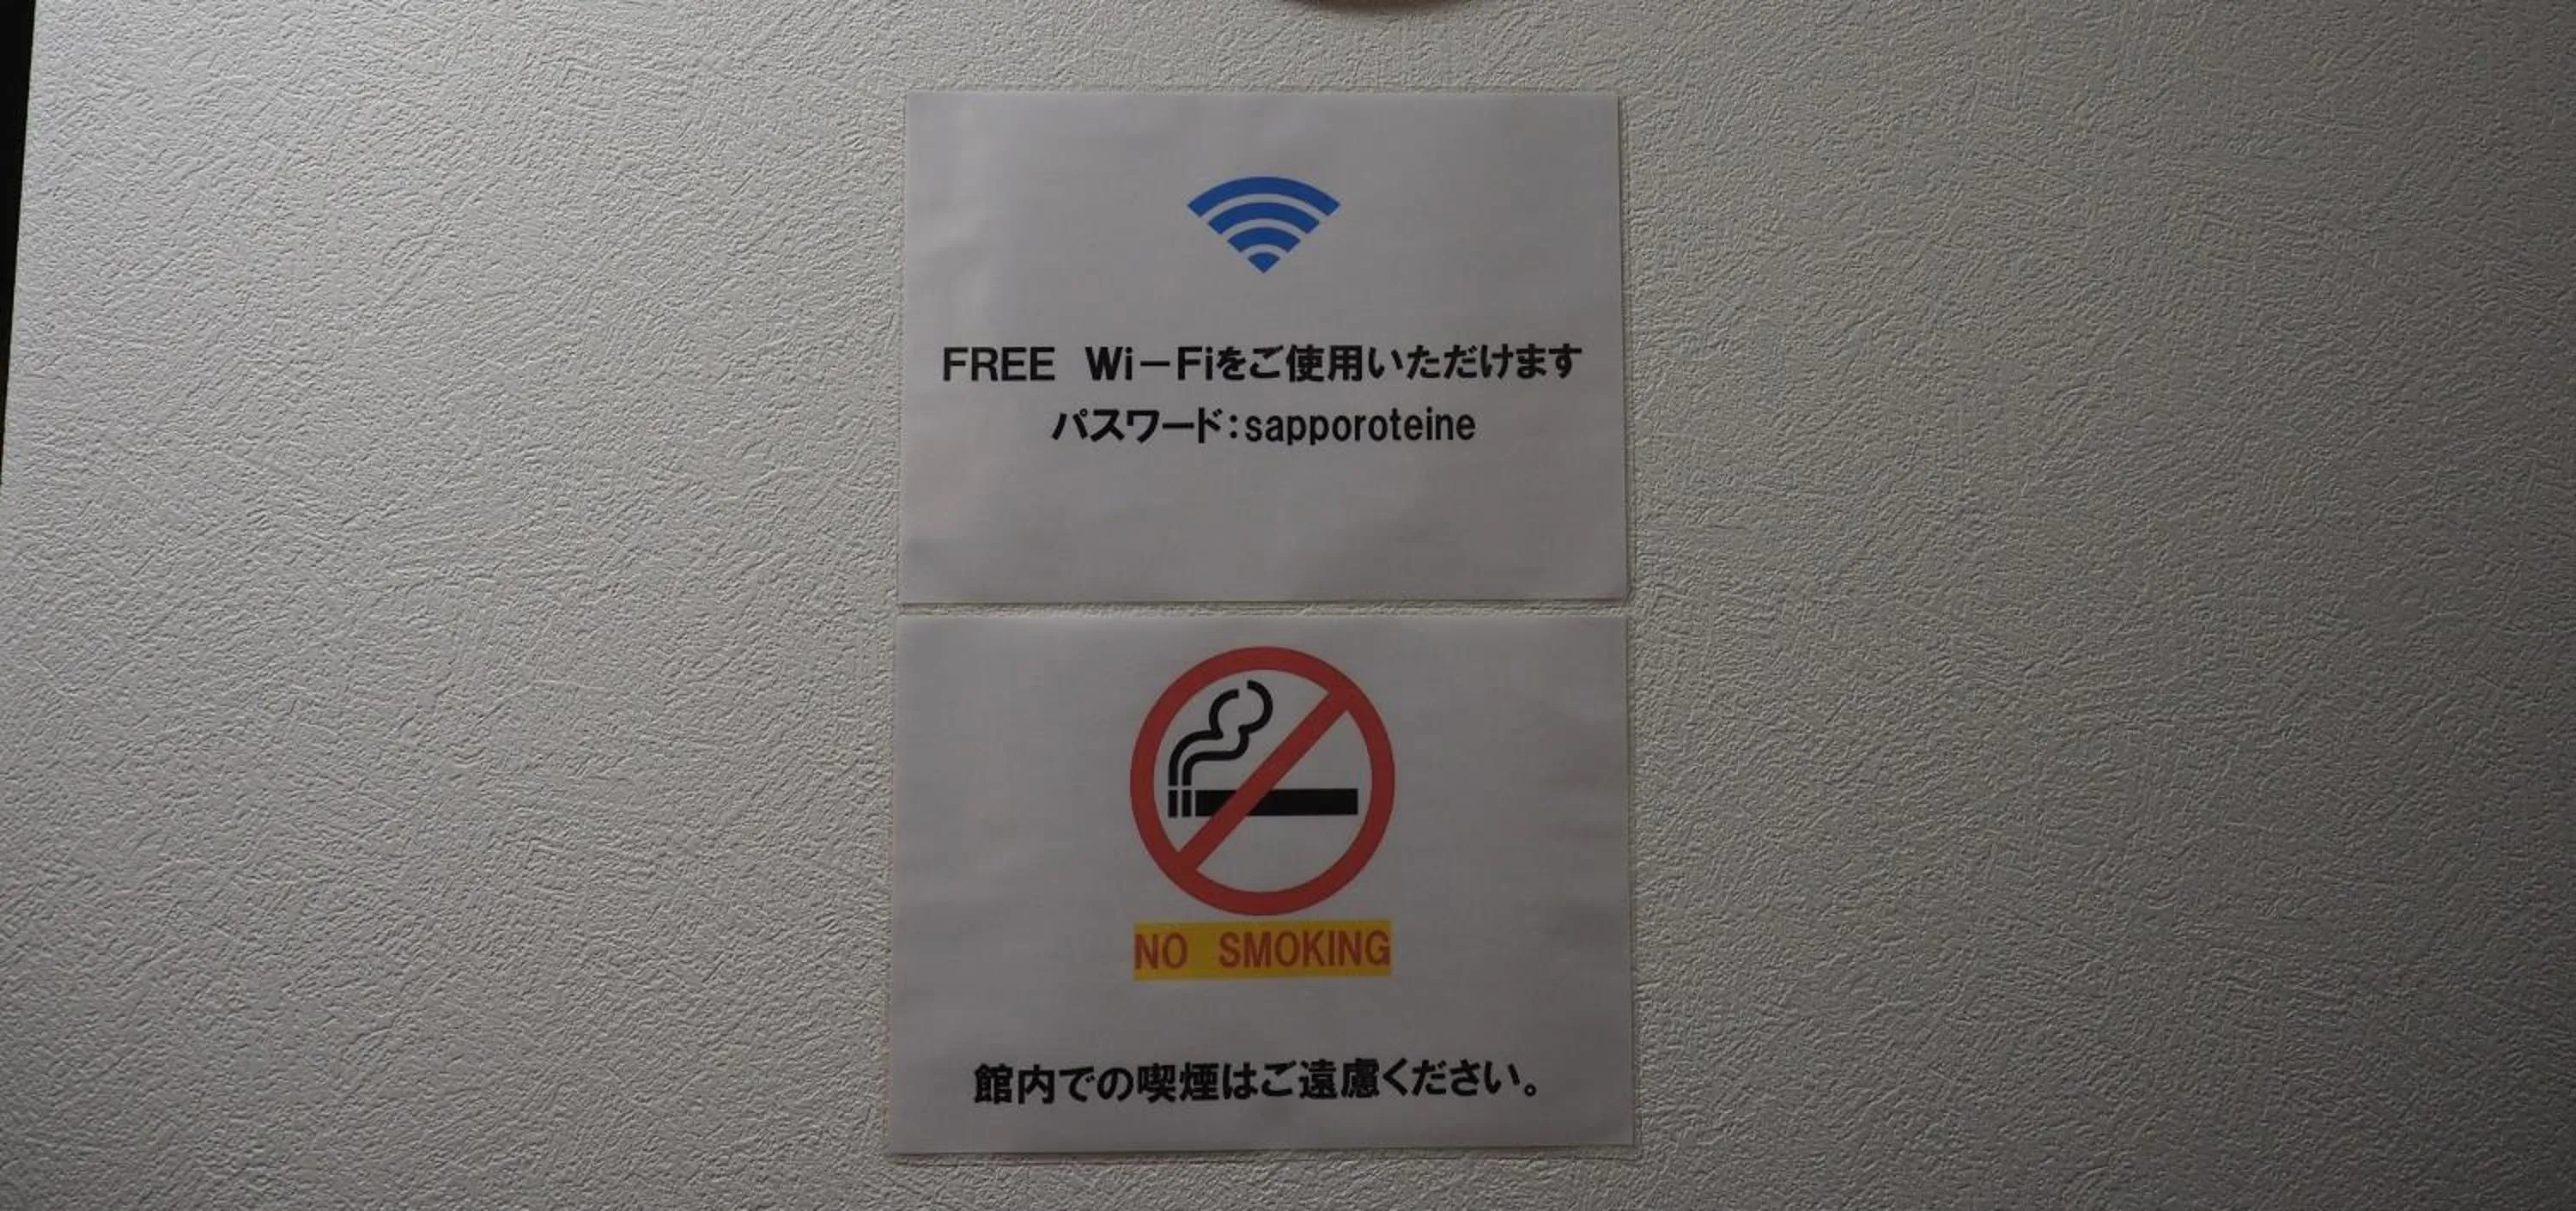 FREE　Wi－Fiをご使用いただけます
パスワード：sapporoteine
NO　SMOKING
館内での喫煙はご遠慮ください。